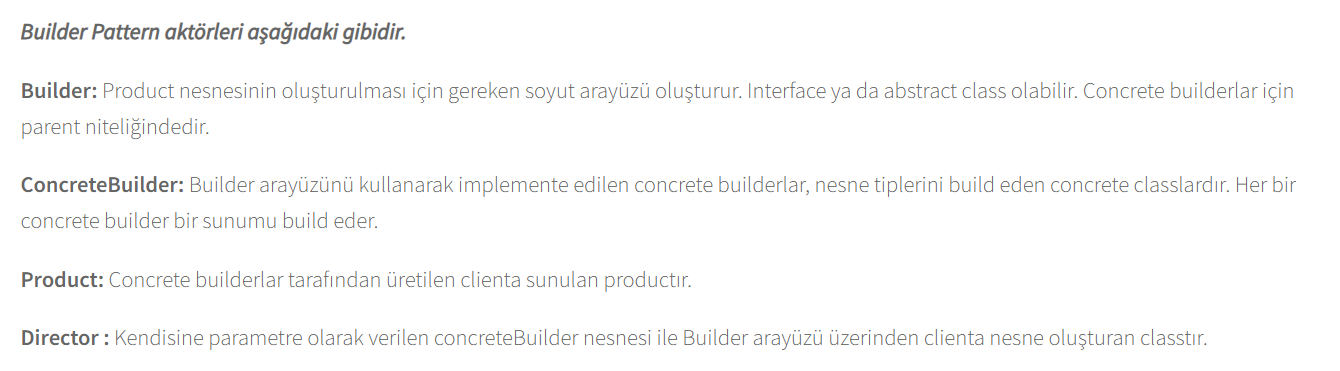 Builder Pattern aktörleri aşağıdaki gibidir.
Builder: Product nesnesinin oluşturulması için gereken soyut arayüzü oluşturur. Interface ya da abstract class olabilir. Concrete builderlar için
parent niteliğindedir.
ConcreteBuilder: Builder arayüzünü kullanarak implemente edilen concrete builderlar, nesne tiplerini build eden concrete classlardır. Her bir
concrete builder bir sunumu build eder.
Product: Concrete builderlar tarafından üretilen clienta sunulan productır.
Director : Kendisine parametre olarak verilen concreteBuilder nesnesi ile Builder arayüzü üzerinden clienta nesne oluşturan classtır.